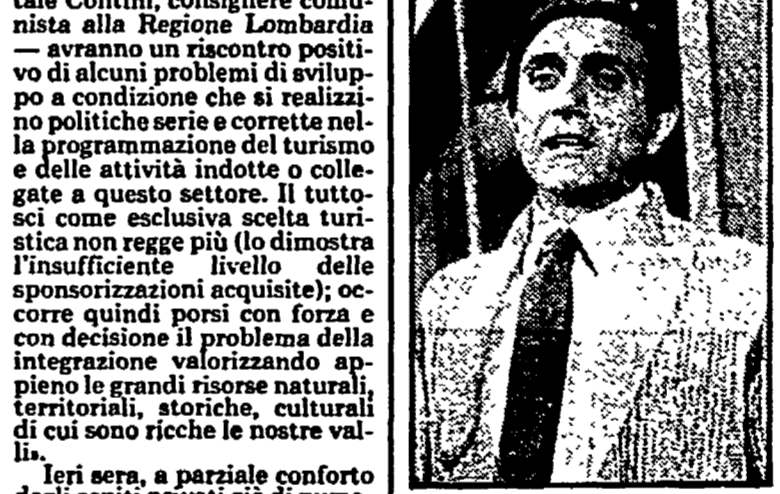 tale Contini, consigliere comu-
nista alla Regione Lombardia
— avranno un riscontro positi-
vo di alcuni problemi di svilup-
po a condizione che si realizzi-
no politiche serie e corrette nel-
la programmazione del turismo
e delle attività indotte o colle-
gate a questo settore. Il tutto-
sci come esclusiva scelta turi-
stica non regge più (lo dimostra
l'insufficiente livello delle
sponsorizzazioni acquisite); oc-
corre quindi porsi con forza e
con decisione il problema della
integrazione valorizzando ap-
pieno le grandi risorse naturali,
territoriali, storiche, culturali
di cui sono ricche le nostre val-
li».
Ieri sera, a parziale conforto
degli ospiti